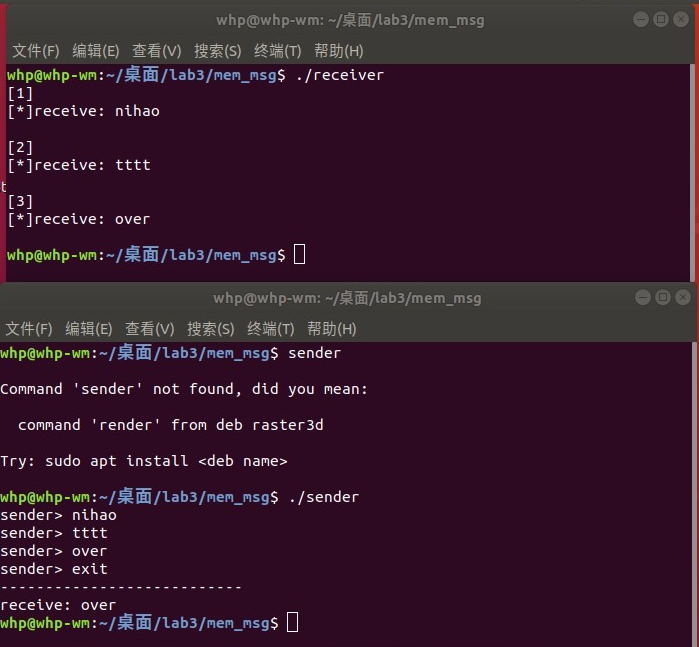 whp@whp-wm: ~/桌面/lab3/mem_msg
文件(F) 编辑(E) 查看(V) 搜索(S) 终端(T) 帮助(H)
whp@whp-wm:~/桌面/lab3/mem_msg$ ./receiver
[1]
[*]receive: nihao
[2]
[*]receive: tttt
t
[3]
[*]receive: over
whp@whp-wm:~/桌面/lab3/mem_msg$
whp@whp-wm: ~/桌面/lab3/mem_msg
文件(F) 编辑(E) 查看(V) 搜索(S) 终端(T) 帮助(H)
whp@whp-wm:~/桌面/lab3/mem_msg$ sender
Command 'sender' not found, did you mean:
command 'render' from deb raster3d
Try: sudo apt install <deb name>
whp@whp-wm:~/桌面/lab3/mem_msg$ ./sender
sender> nihao
sender> tttt
sender> over
sender> exit
---------------------------
receive: over
whp@whp-wm:~/桌面/lab3/mem_msg$